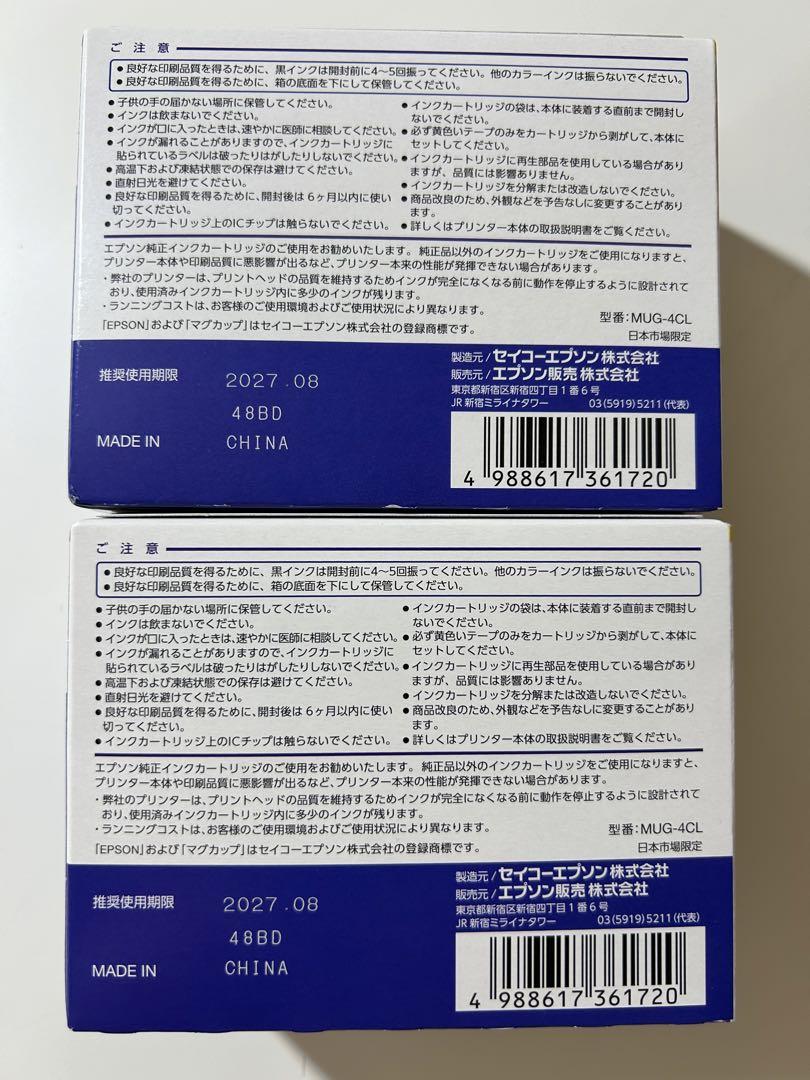 ご注意
● 良好な印刷品質を得るために、黒インクは開封前に4〜5回振ってください。他のカラーインクは振らないでください。
● 良好な印刷品質を得るために、箱の底面を下にして保管してください。
● 子供の手の届かない場所に保管してください。
● インクは飲まないでください。
● インクが口に入ったときは、速やかに医師に相談してください。
● インクが漏れることがありますので、インクカートリッジに
貼られているラベルは破ったりはがしたりしないでください。
● 高温下および凍結状態での保存は避けてください。
● 直射日光を避けてください。
● 良好な印刷品質を得るために、開封後は6ヶ月以内に使い
切ってください。
● インクカートリッジ上のICチップは触らないでください。
● インクカートリッジの袋は、本体に装着する直前まで開封し
ないでください。
● 必ず黄色いテープのみをカートリッジから剥がして、本体に
セットしてください。
● インクカートリッジに再生部品を使用している場合があり
ますが、品質には影響ありません。
● インクカートリッジを分解または改造しないでください。
● 商品改良のため、外観などを予告なしに変更することがあり
ます。
● 詳しくはプリンター本体の取扱説明書をご覧ください。
エプソン純正インクカートリッジのご使用をお勧めいたします。純正品以外のインクカートリッジをご使用になりますと、
プリンター本体や印刷品質に悪影響が出るなど、プリンター本来の性能が発揮できない場合があります。
・弊社のプリンターは、プリントヘッドの品質を維持するためインクが完全になくなる前に動作を停止するように設計されて
おり、使用済みインクカートリッジ内に多少のインクが残ります。
・ランニングコストは、お客様のご使用環境およびご使用状況により異なります。
「EPSON」および「マグカップ」はセイコーエプソン株式会社の登録商標です。
型番:MUG-4CL
日本市場限定
製造元/セイコーエプソン株式会社
販売元/エプソン販売株式会社
東京都新宿区新宿四丁目1番6号
JR新宿ミライナタワー 03(5919)5211(代表)
推奨使用期限 2027.08
48BD
MADE IN CHINA
4 988617 361720
ご注意
● 良好な印刷品質を得るために、黒インクは開封前に4〜5回振ってください。他のカラーインクは振らないでください。
● 良好な印刷品質を得るために、箱の底面を下にして保管してください。
● 子供の手の届かない場所に保管してください。
● インクは飲まないでください。
● インクが口に入ったときは、速やかに医師に相談してください。
● インクが漏れることがありますので、インクカートリッジに
貼られているラベルは破ったりはがしたりしないでください。
● 高温下および凍結状態での保存は避けてください。
● 直射日光を避けてください。
● 良好な印刷品質を得るために、開封後は6ヶ月以内に使い
切ってください。
● インクカートリッジ上のICチップは触らないでください。
● インクカートリッジの袋は、本体に装着する直前まで開封し
ないでください。
● 必ず黄色いテープのみをカートリッジから剥がして、本体に
セットしてください。
● インクカートリッジに再生部品を使用している場合があり
ますが、品質には影響ありません。
● インクカートリッジを分解または改造しないでください。
● 商品改良のため、外観などを予告なしに変更することがあり
ます。
● 詳しくはプリンター本体の取扱説明書をご覧ください。
エプソン純正インクカートリッジのご使用をお勧めいたします。純正品以外のインクカートリッジをご使用になりますと、
プリンター本体や印刷品質に悪影響が出るなど、プリンター本来の性能が発揮できない場合があります。
・弊社のプリンターは、プリントヘッドの品質を維持するためインクが完全になくなる前に動作を停止するように設計されて
おり、使用済みインクカートリッジ内に多少のインクが残ります。
・ランニングコストは、お客様のご使用環境およびご使用状況により異なります。
「EPSON」および「マグカップ」はセイコーエプソン株式会社の登録商標です。
型番:MUG-4CL
日本市場限定
製造元/セイコーエプソン株式会社
販売元/エプソン販売株式会社
東京都新宿区新宿四丁目1番6号
JR新宿ミライナタワー 03(5919)5211(代表)
推奨使用期限 2027.08
48BD
MADE IN CHINA
4 988617 361720